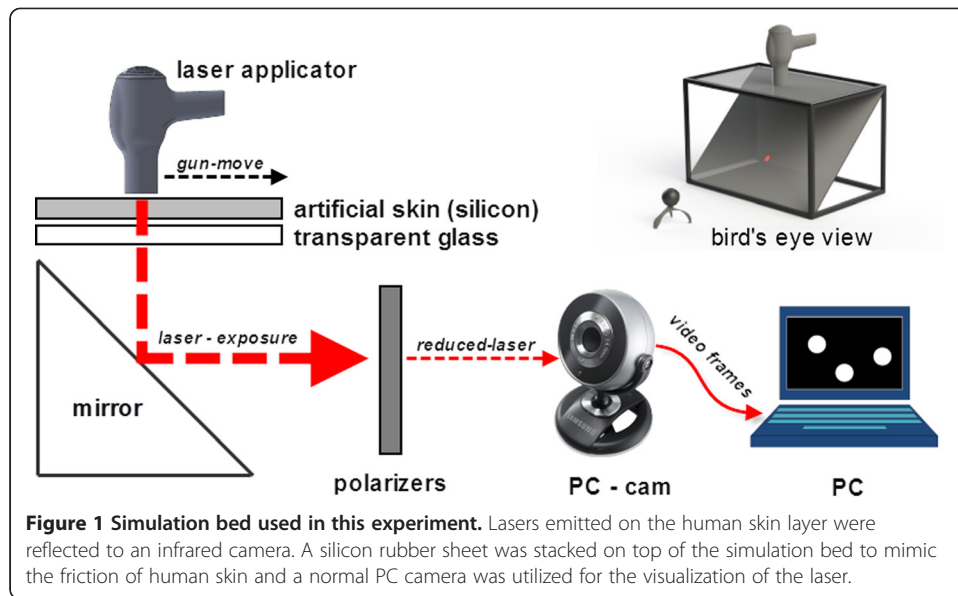 laser applicator
gun-move
artificial skin (silicon)
transparent glass
bird's eye view
laser - exposure
reduced-laser
video frames
mirror
SAMSUNG
polarizers
PC - cam
PC
Figure 1 Simulation bed used in this experiment. Lasers emitted on the human skin layer were
reflected to an infrared camera. A silicon rubber sheet was stacked on top of the simulation bed to mimic
the friction of human skin and a normal PC camera was utilized for the visualization of the laser.